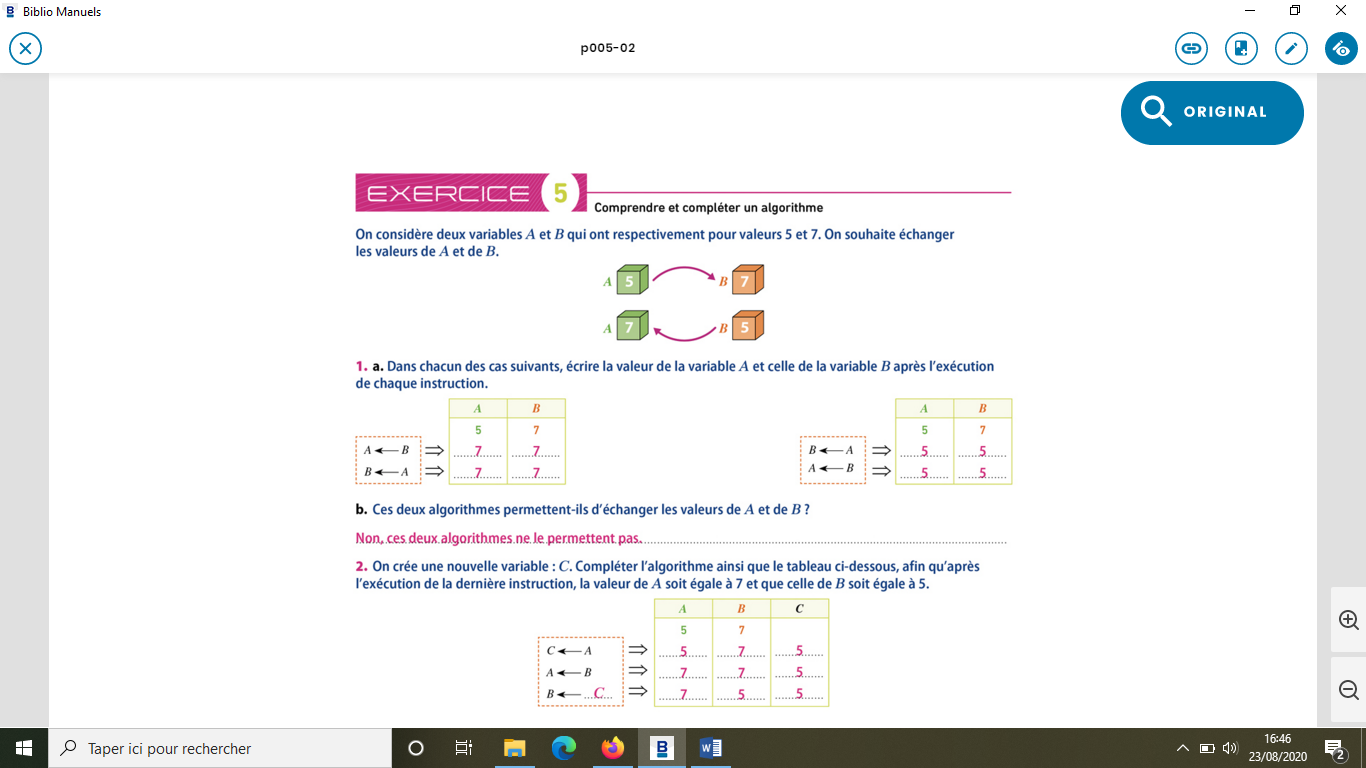 Biblio Manuels
p005-02
ORIGINAL
EXERCICE 5
Comprendre et compléter un algorithme
On considère deux variables A et B qui ont respectivement pour valeurs 5 et 7. On souhaite échanger
les valeurs de A et de B.
A 5 B 7
A 7 B 5
1. a. Dans chacun des cas suivants, écrire la valeur de la variable A et celle de la variable B après l'exécution
de chaque instruction.
A B
5 7
A ← B ⇒ 7 7
B ← A ⇒ 7 7
A B
5 7
B ← A ⇒ 5 5
A ← B ⇒ 5 5
b. Ces deux algorithmes permettent-ils d'échanger les valeurs de A et de B ?
Non, ces deux algorithmes ne le permettent pas.
2. On crée une nouvelle variable : C. Compléter l'algorithme ainsi que le tableau ci-dessous, afin qu'après
l'exécution de la dernière instruction, la valeur de A soit égale à 7 et que celle de B soit égale à 5.
A B C
5 7
C ← A ⇒ 5 7 5
A ← B ⇒ 7 7 5
B ← C ⇒ 7 5 5
Taper ici pour rechercher
16:46
23/08/2020
2